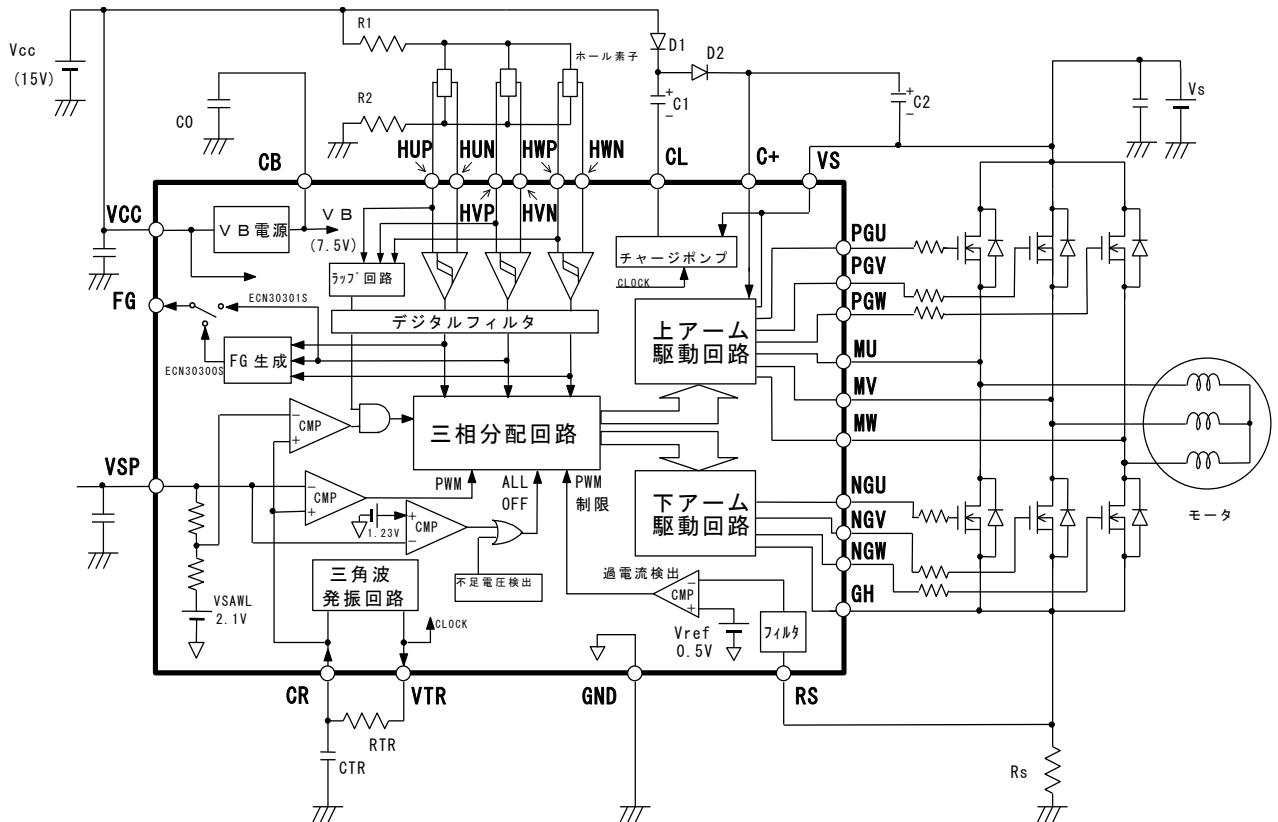 Vcc
(15V)
R1
R2
ホール素子
D1
D2
C1
C2
Vs
C0
CB
HUP
HUN
HWP
HWN
HVP
HVN
CL
C+
VS
VCC
VB電源
VB
(7.5V)
ラップ回路
チャージポンプ
CLOCK
PGU
PGV
PGW
FG
ECN30301S
デジタルフィルタ
上アーム
駆動回路
FG生成
ECN30300S
MU
MV
MW
CMP
三相分配回路
VSP
CMP
PWM
ALL
OFF
PWM
制限
1.23V
CMP
下アーム
駆動回路
NGU
NGV
NGW
GH
モータ
不足電圧検出
過電流検出
CMP
三角波
発振回路
VSAWL
2.1V
CLOCK
Vref
0.5V
フィルタ
CR
VTR
GND
RS
RTR
CTR
Rs
+
-
+
-
-
+
-
+
+
-
-
+